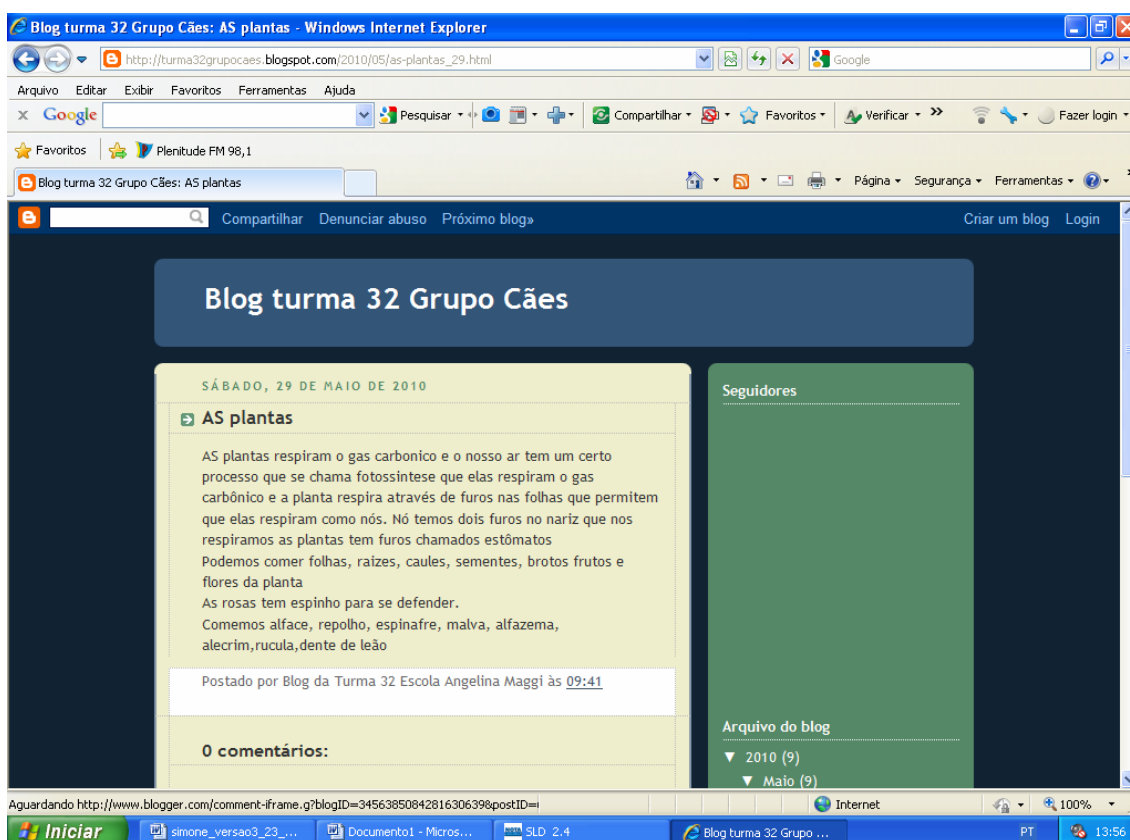 Blog turma 32 Grupo Cães: AS plantas - Windows Internet Explorer
http://turma32grupocaes.blogspot.com/2010/05/as-plantas_29.html
Google
Arquivo Editar Exibir Favoritos Ferramentas Ajuda
x Google Pesquisar Compartilhar Favoritos Verificar » Fazer login
Favoritos Plenitude FM 98,1
Blog turma 32 Grupo Cães: AS plantas
Página Segurança Ferramentas
Compartilhar Denunciar abuso Próximo blog» Criar um blog Login
Blog turma 32 Grupo Cães
SÁBADO, 29 DE MAIO DE 2010
AS plantas
AS plantas respiram o gas carbonico e o nosso ar tem um certo
processo que se chama fotossintese que elas respiram o gas
carbônico e a planta respira através de furos nas folhas que permitem
que elas respiram como nós. Nó temos dois furos no nariz que nos
respiramos as plantas tem furos chamados estômatos
Podemos comer folhas, raizes, caules, sementes, brotos frutos e
flores da planta
As rosas tem espinho para se defender.
Comemos alface, repolho, espinafre, malva, alfazema,
alecrim,rucula,dente de leão
Postado por Blog da Turma 32 Escola Angelina Maggi às 09:41
0 comentários:
Seguidores
Arquivo do blog
▼ 2010 (9)
▼ Maio (9)
Aguardando http://www.blogger.com/comment-iframe.g?blogID=3456385084281630639&postID= Internet 100%
Iniciar simone_versao3_23_... Documento1 - Micros... SLD 2.4 Blog turma 32 Grupo ... PT 13:56